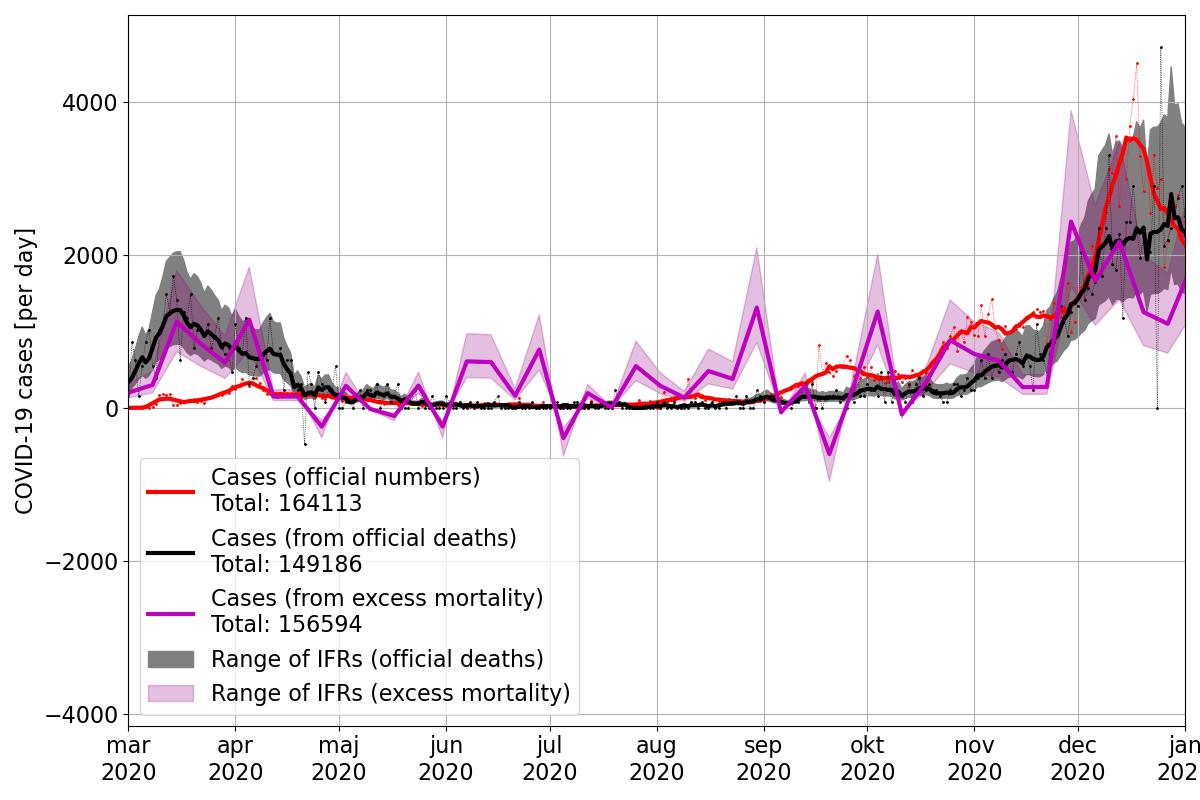 COVID-19 cases [per day]
4000
2000
0
−2000
−4000
Cases (official numbers)
Total: 164113
Cases (from official deaths)
Total: 149186
Cases (from excess mortality)
Total: 156594
Range of IFRs (official deaths)
Range of IFRs (excess mortality)
mar apr maj jun jul aug sep okt nov dec jan
2020 2020 2020 2020 2020 2020 2020 2020 2020 2020 202